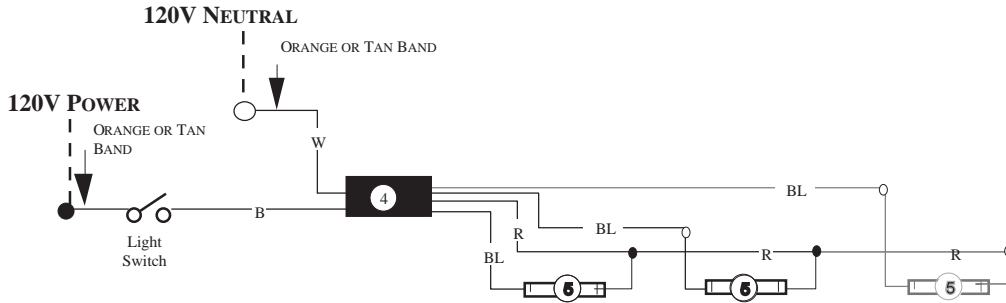 120V NEUTRAL
ORANGE OR TAN BAND
120V POWER
ORANGE OR TAN
BAND
W
4
BL
B
R
BL
R
R
BL
Light
Switch
5
5
5